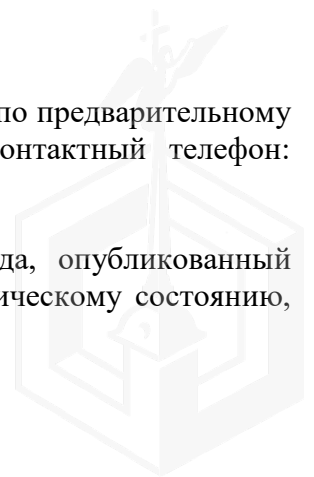 по предварительному
онтактный телефон:
да, опубликованный
ическому состоянию,